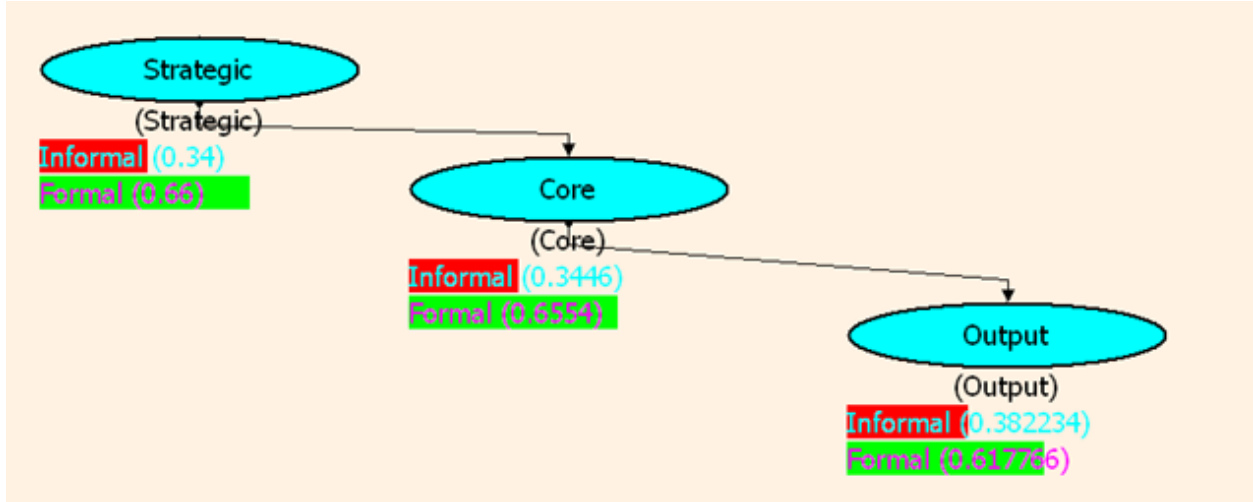 Strategic
(Strategic)
Informal (0.34)
Formal (0.66)
Core
(Core)
Informal (0.3446)
Formal (0.6554)
Output
(Output)
Informal (0.382234)
Formal (0.617766)